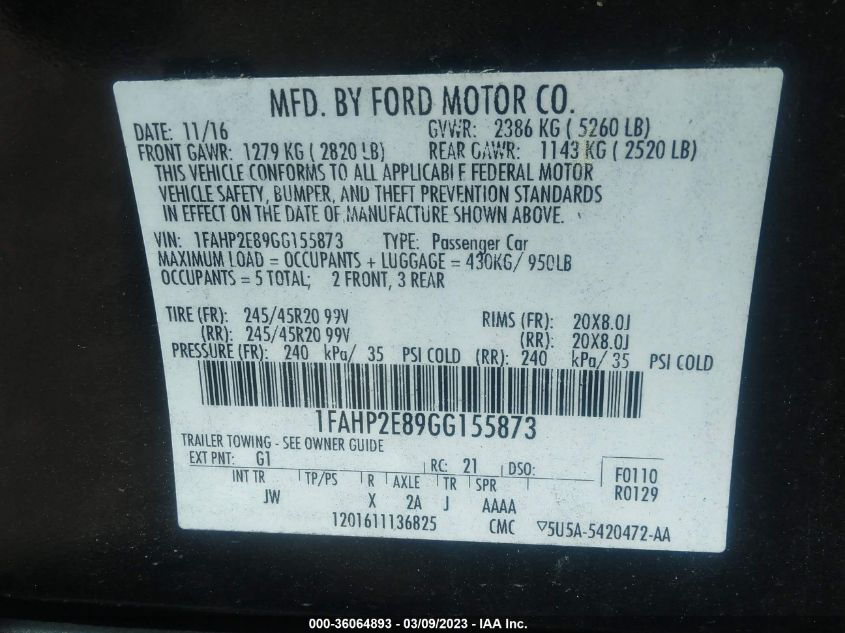 MFD. BY FORD MOTOR CO.
DATE: 11/16 GVWR: 2386 KG ( 5260 LB)
FRONT GAWR: 1279 KG ( 2820 LB) REAR GAWR: 1143 KG ( 2520 LB)
THIS VEHICLE CONFORMS TO ALL APPLICABLE FEDERAL MOTOR
VEHICLE SAFETY, BUMPER, AND THEFT PREVENTION STANDARDS
IN EFFECT ON THE DATE OF MANUFACTURE SHOWN ABOVE.
VIN: 1FAHP2E89GG155873 TYPE: Passenger Car
MAXIMUM LOAD = OCCUPANTS + LUGGAGE = 430KG/ 950LB
OCCUPANTS = 5 TOTAL; 2 FRONT, 3 REAR
TIRE (FR): 245/45R20 99V RIMS (FR): 20X8.0J
(RR): 245/45R20 99V (RR): 20X8.0J
PRESSURE (FR): 240 kPa/ 35 PSI COLD (RR): 240 kPa/ 35 PSI COLD
1FAHP2E89GG155873
TRAILER TOWING - SEE OWNER GUIDE
EXT PNT: G1 RC: 21 DSO: F0110
INT TR TP/PS R AXLE TR SPR R0129
JW X 2A J AAAA
1201611136825 CMC ▽5U5A-5420472-AA
000-36064893 - 03/09/2023 - IAA Inc.